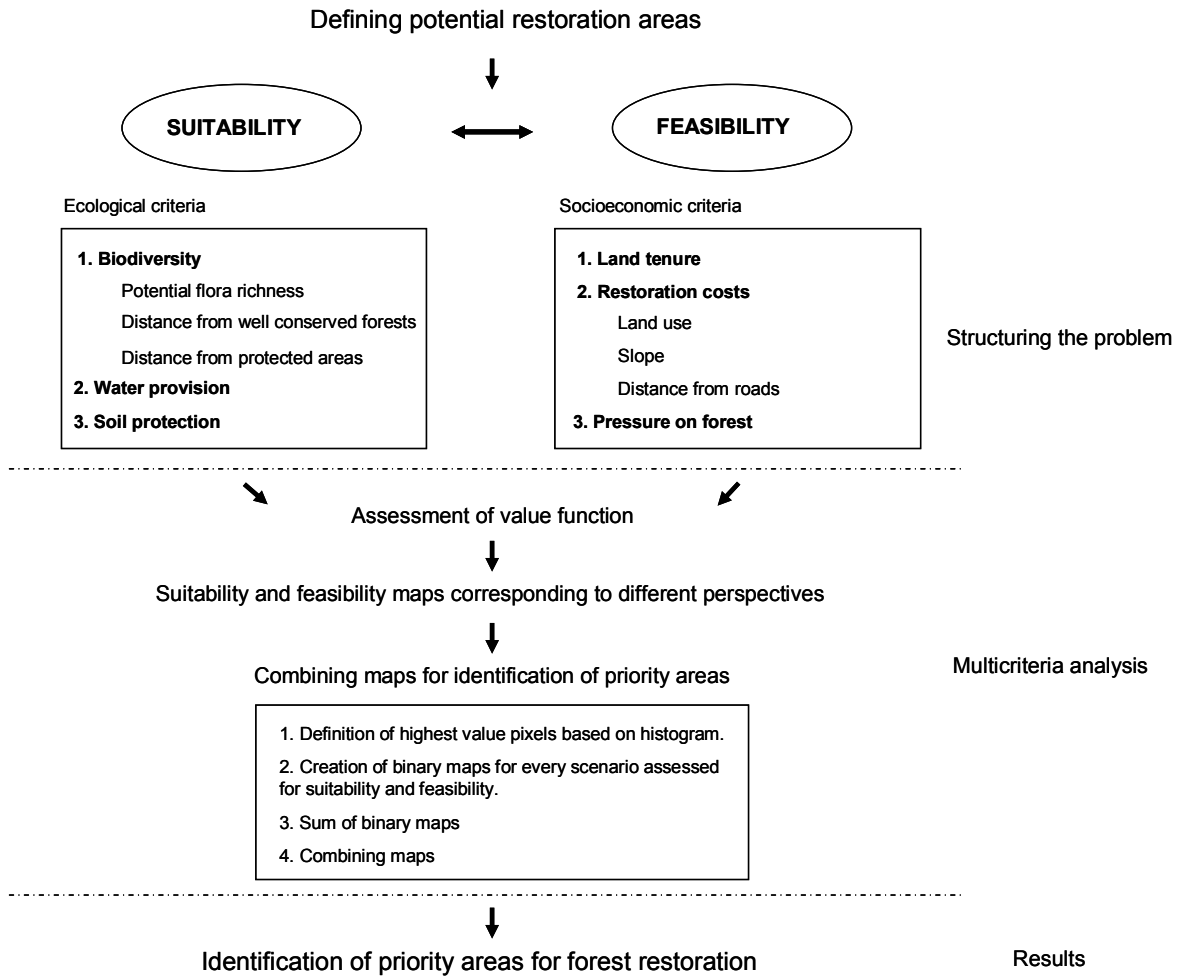 Defining potential restoration areas
SUITABILITY
FEASIBILITY
Ecological criteria
1. Biodiversity
Potential flora richness
Distance from well conserved forests
Distance from protected areas
2. Water provision
3. Soil protection
Socioeconomic criteria
1. Land tenure
2. Restoration costs
Land use
Slope
Distance from roads
3. Pressure on forest
Structuring the problem
Assessment of value function
Suitability and feasibility maps corresponding to different perspectives
Combining maps for identification of priority areas
1. Definition of highest value pixels based on histogram.
2. Creation of binary maps for every scenario assessed
for suitability and feasibility.
3. Sum of binary maps
4. Combining maps
Multicriteria analysis
Identification of priority areas for forest restoration
Results